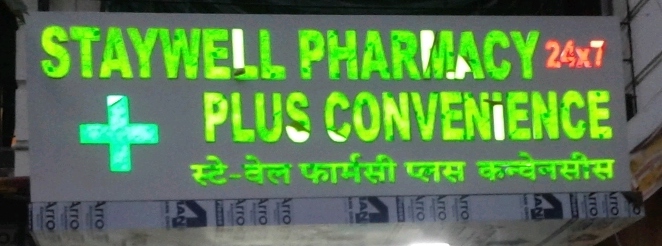 STAYWELL PHARMACY 24x7
PLUS CONVENIENCE
स्टे-वेल फार्मसी प्लस कन्वेनसीस